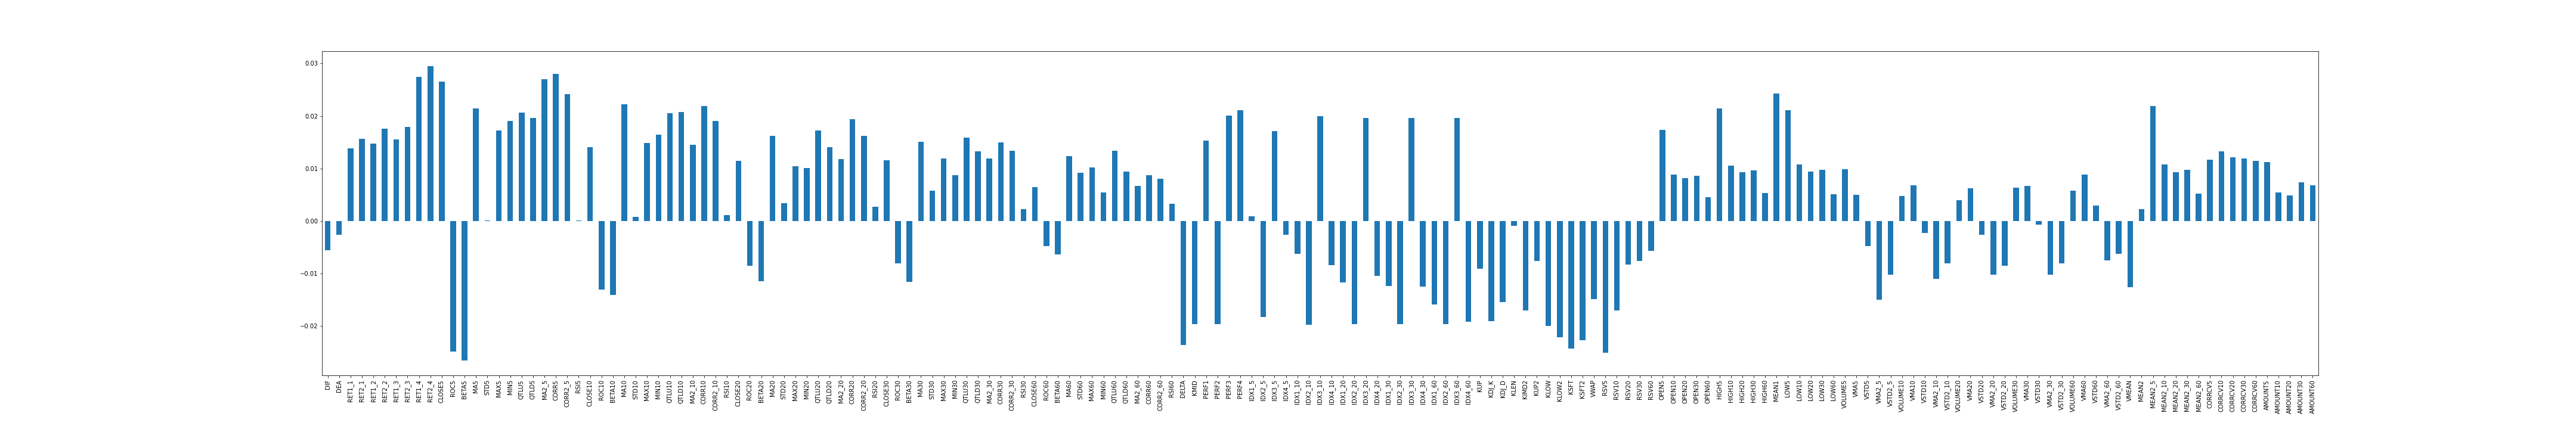 0.03
0.02
0.01
0.00
−0.01
−0.02
DIF
DEA
RET1_1
RET2_1
RET1_2
RET2_2
RET1_3
RET2_3
RET1_4
RET2_4
CLOSE5
ROC5
BETA5
MA5
STD5
MAX5
MIN5
QTLU5
QTLD5
MA2_5
CORR5
CORR2_5
RSI5
CLOSE10
ROC10
BETA10
MA10
STD10
MAX10
MIN10
QTLU10
QTLD10
MA2_10
CORR10
CORR2_10
RSI10
CLOSE20
ROC20
BETA20
MA20
STD20
MAX20
MIN20
QTLU20
QTLD20
MA2_20
CORR20
CORR2_20
RSI20
CLOSE30
ROC30
BETA30
MA30
STD30
MAX30
MIN30
QTLU30
QTLD30
MA2_30
CORR30
CORR2_30
RSI30
CLOSE60
ROC60
BETA60
MA60
STD60
MAX60
MIN60
QTLU60
QTLD60
MA2_60
CORR60
CORR2_60
RSI60
DELTA
KMID
PERF1
PERF2
PERF3
PERF4
IDX1_5
IDX2_5
IDX3_5
IDX4_5
IDX1_10
IDX2_10
IDX3_10
IDX4_10
IDX1_20
IDX2_20
IDX3_20
IDX4_20
IDX1_30
IDX2_30
IDX3_30
IDX4_30
IDX1_60
IDX2_60
IDX3_60
IDX4_60
KUP
KDJ_K
KDJ_D
KLEN
KIMD2
KUP2
KLOW
KLOW2
KSFT
KSFT2
VWAP
RSV5
RSV10
RSV20
RSV30
RSV60
OPEN5
OPEN10
OPEN20
OPEN30
OPEN60
HIGH5
HIGH10
HIGH20
HIGH30
HIGH60
MEAN1
LOW5
LOW10
LOW20
LOW30
LOW60
VOLUME5
VMA5
VSTD5
VMA2_5
VSTD2_5
VOLUME10
VMA10
VSTD10
VMA2_10
VSTD2_10
VOLUME20
VMA20
VSTD20
VMA2_20
VSTD2_20
VOLUME30
VMA30
VSTD30
VMA2_30
VSTD2_30
VOLUME60
VMA60
VSTD60
VMA2_60
VSTD2_60
VMEAN
MEAN2
MEAN2_5
MEAN2_10
MEAN2_20
MEAN2_30
MEAN2_60
CORRCV5
CORRCV10
CORRCV20
CORRCV30
CORRCV60
AMOUNT5
AMOUNT10
AMOUNT20
AMOUNT30
AMOUNT60